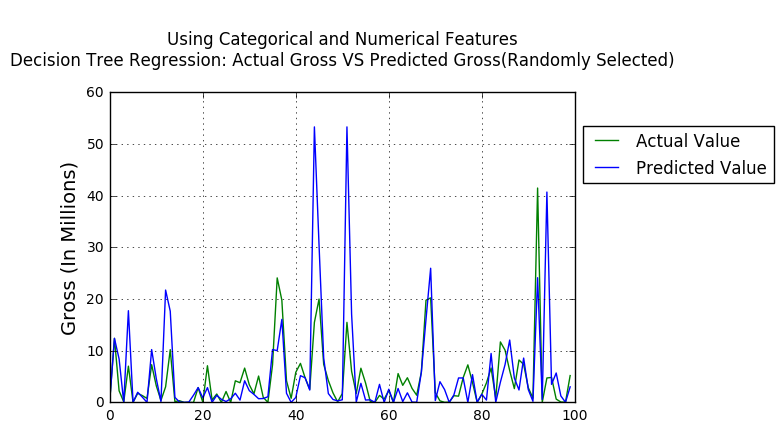 Using Categorical and Numerical Features
Decision Tree Regression: Actual Gross VS Predicted Gross(Randomly Selected)
60
50
40
30
20
10
0
Gross (In Millions)
0 20 40 60 80 100
Actual Value
Predicted Value